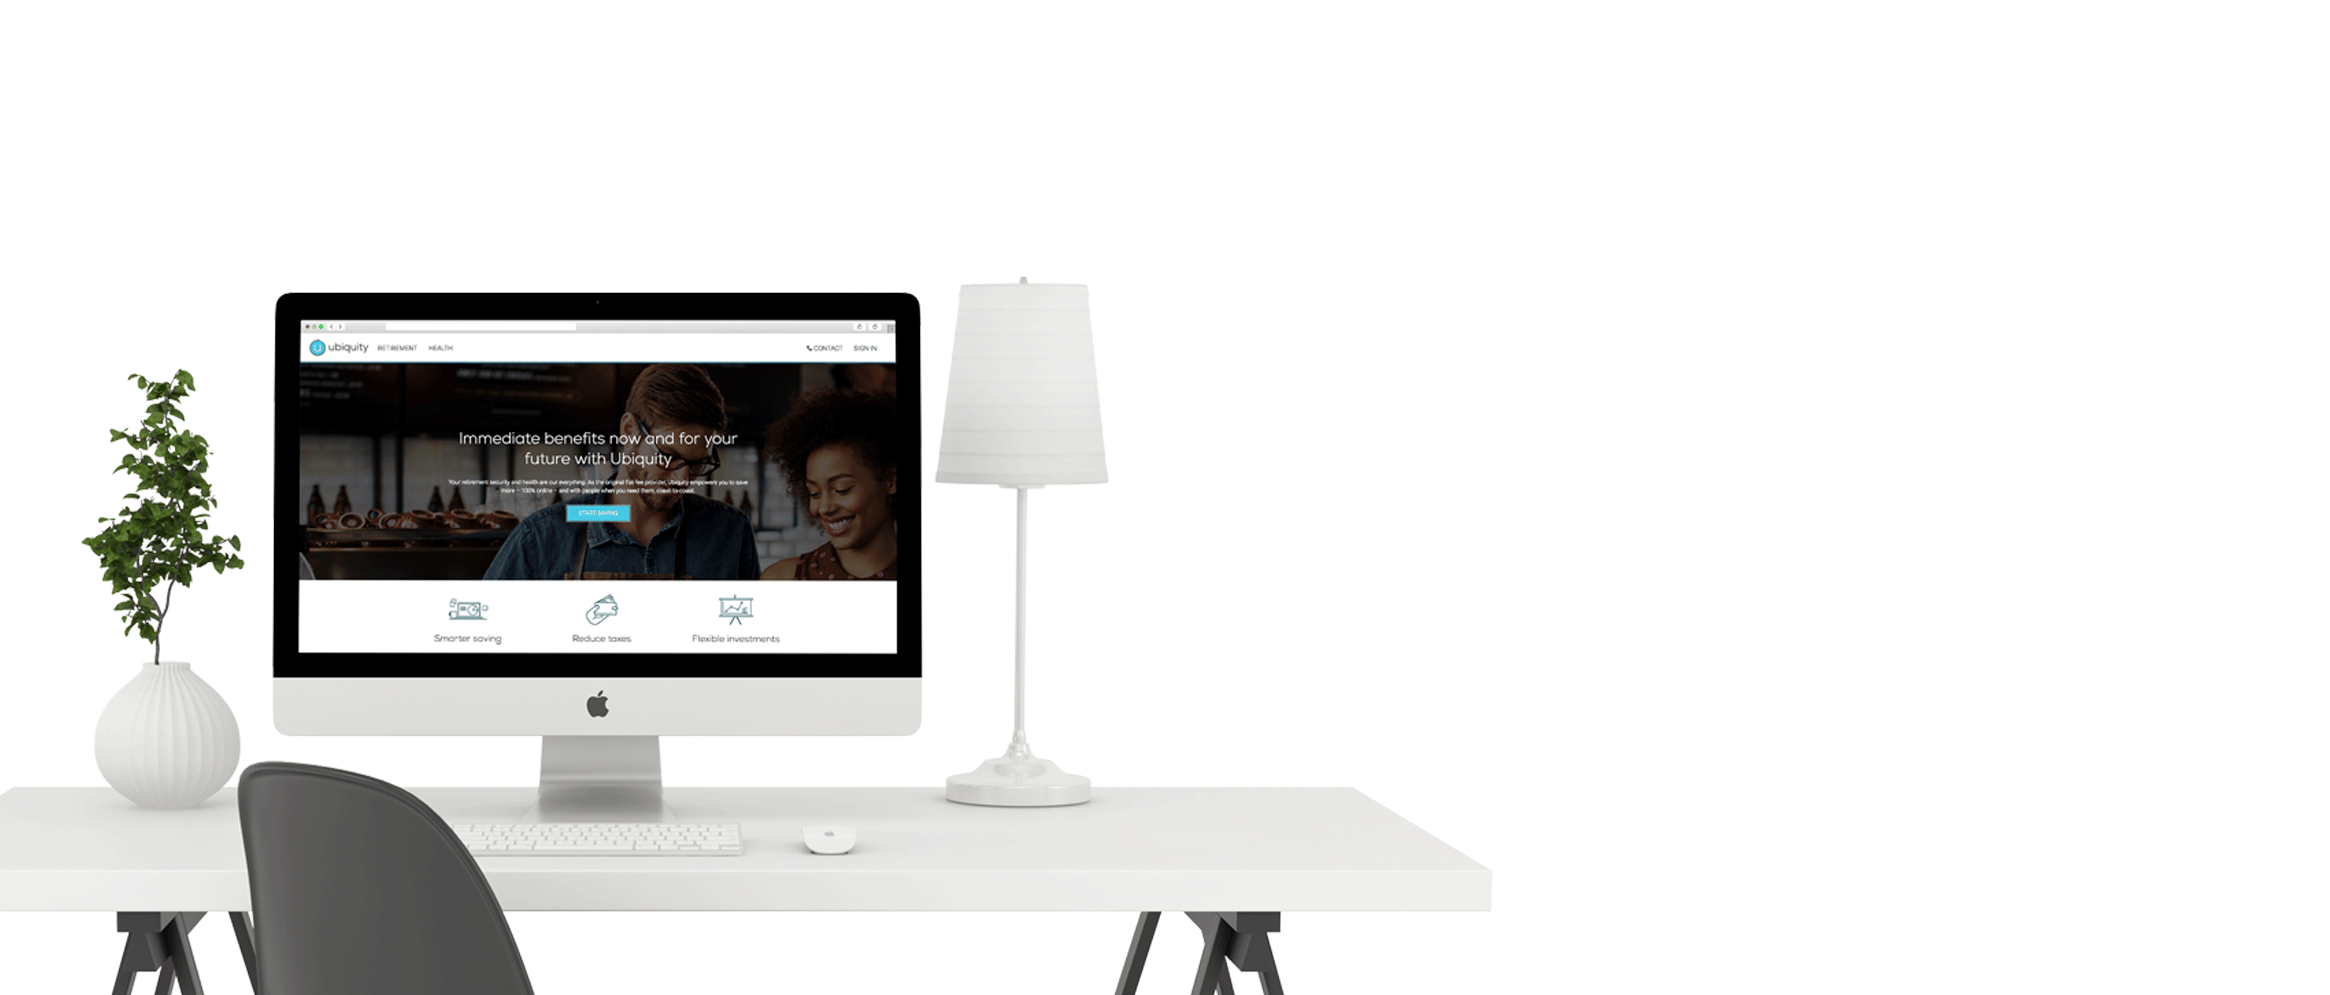 ubiquity RETIREMENT HEALTH CONTACT SIGN IN
Immediate benefits now and for your
future with Ubiquity
Your retirement security and health are our everything. As the original flat-fee provider, Ubiquity empowers you to save
more – 100% online – and with people when you need them, coast-to-coast.
START SAVING
Smarter saving Reduce taxes Flexible investments